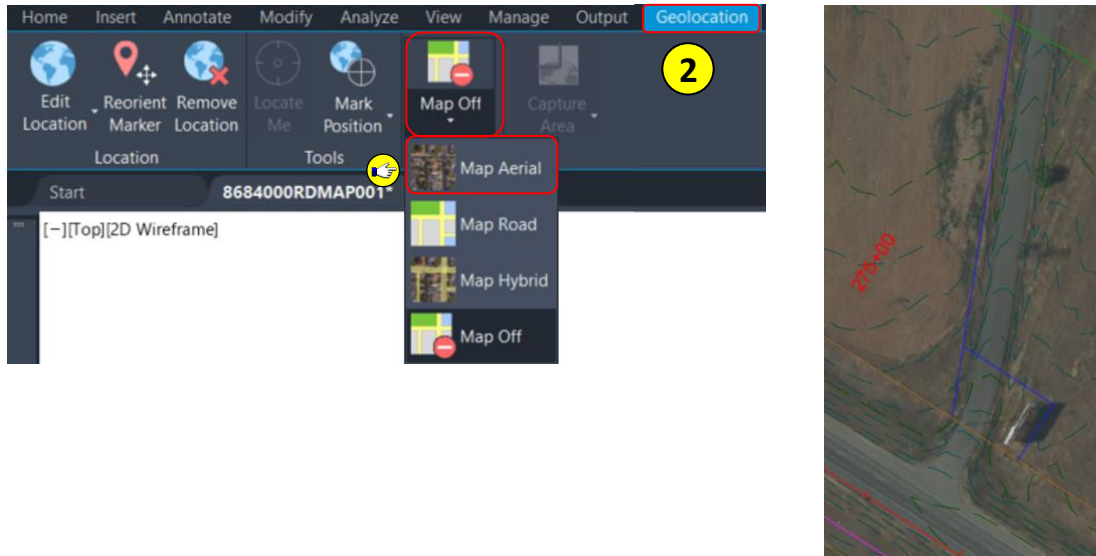 Home Insert Annotate Modify Analyze View Manage Output Geolocation
Edit Location
Reorient Marker
Remove Location
Locate Me
Mark Position
Map Off
Capture Area
2
Location
Tools
Start
8684000RDMAP001*
[−][Top][2D Wireframe]
Map Aerial
Map Road
Map Hybrid
Map Off
275+00